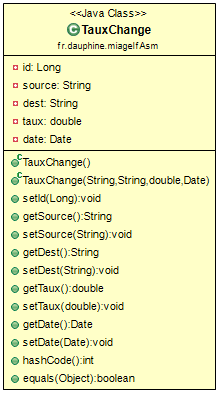 <<Java Class>>
C TauxChange
fr.dauphine.miageIfAsm
id: Long
source: String
dest: String
taux: double
date: Date
C TauxChange()
C TauxChange(String,String,double,Date)
setId(Long):void
getSource():String
setSource(String):void
getDest():String
setDest(String):void
getTaux():double
setTaux(double):void
getDate():Date
setDate(Date):void
hashCode():int
equals(Object):boolean